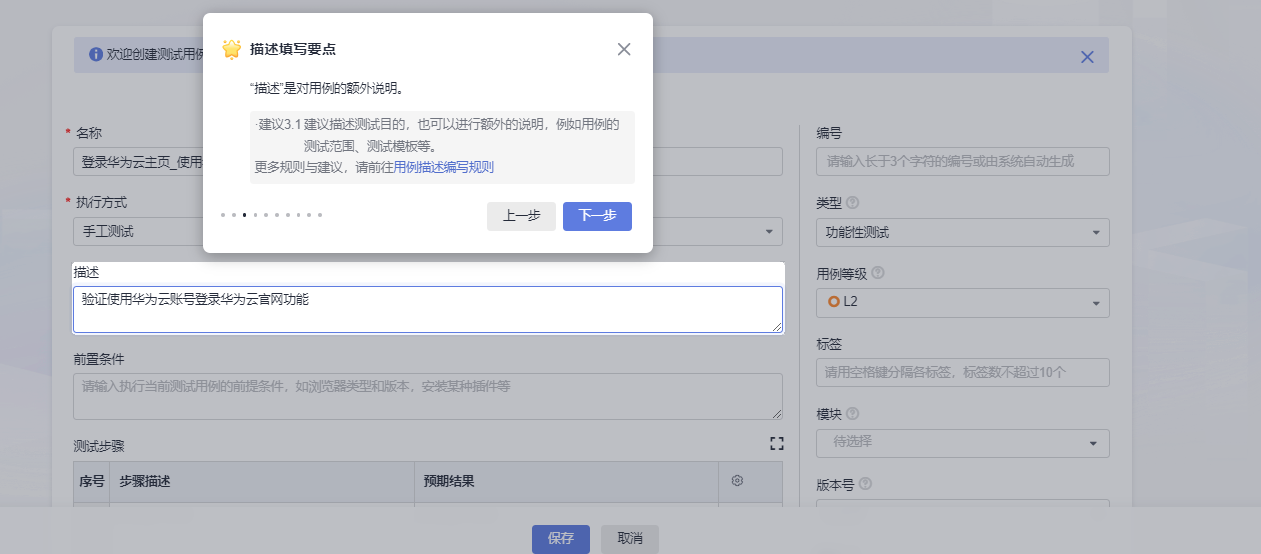 描述填写要点
“描述”是对用例的额外说明。
·建议3.1 建议描述测试目的，也可以进行额外的说明，例如用例的
测试范围、测试模板等。
更多规则与建议，请前往用例描述编写规则
上一步
下一步
欢迎创建测试用例
* 名称
登录华为云主页_使用
* 执行方式
手工测试
描述
验证使用华为云账号登录华为云官网功能
前置条件
请输入执行当前测试用例的前提条件，如浏览器类型和版本，安装某种插件等
测试步骤
序号 步骤描述 预期结果
编号
请输入长于3个字符的编号或由系统自动生成
类型
功能性测试
用例等级
L2
标签
请用空格键分隔各标签，标签数不超过10个
模块
待选择
版本号
保存
取消